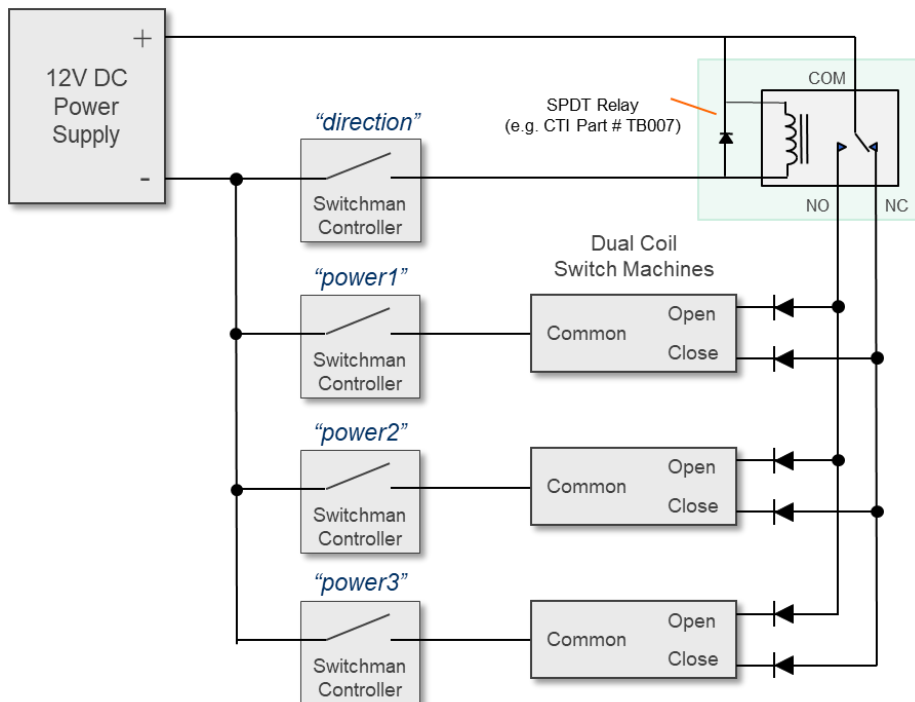 +
12V DC
Power
Supply
-
COM
SPDT Relay
(e.g. CTI Part # TB007)
NO
NC
“direction”
Switchman
Controller
Dual Coil
Switch Machines
“power1”
Switchman
Controller
Common
Open
Close
“power2”
Switchman
Controller
Common
Open
Close
“power3”
Switchman
Controller
Common
Open
Close